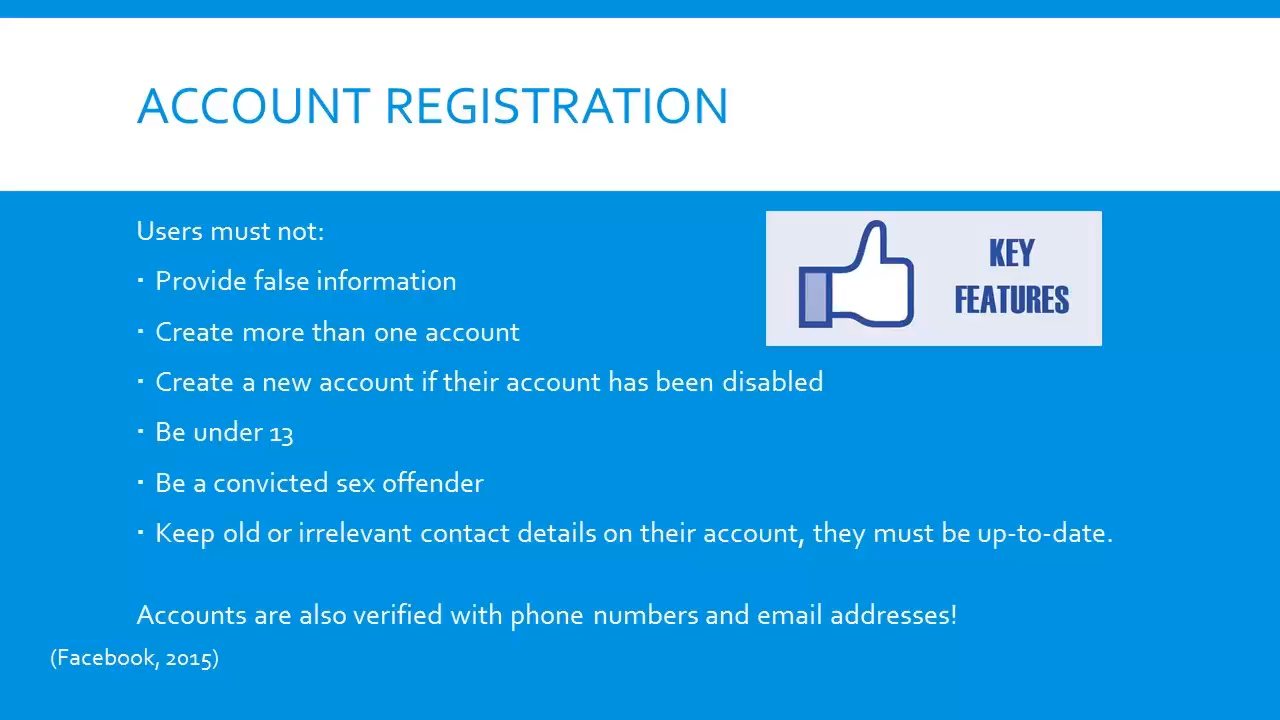 ACCOUNT REGISTRATION
Users must not:
▪ Provide false information
▪ Create more than one account
▪ Create a new account if their account has been disabled
▪ Be under 13
▪ Be a convicted sex offender
▪ Keep old or irrelevant contact details on their account, they must be up-to-date.
KEY
FEATURES
Accounts are also verified with phone numbers and email addresses!
(Facebook, 2015)